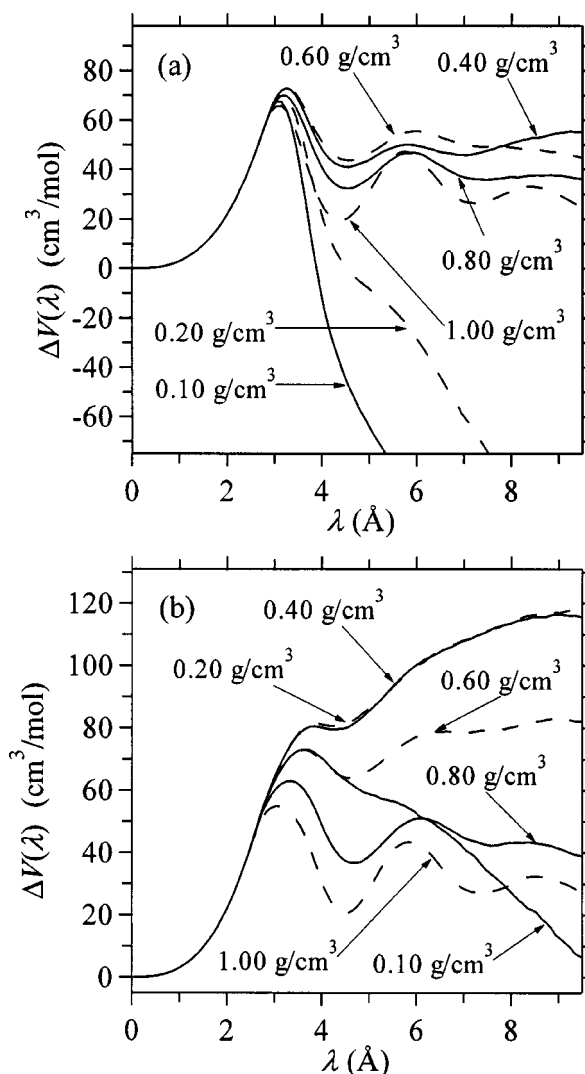 (a)
0.60 g/cm³
0.40 g/cm³
80
60
40
20
0
-20
-40
-60
ΔV(λ) (cm³/mol)
0.80 g/cm³
1.00 g/cm³
0.20 g/cm³
0.10 g/cm³
0 2 4 6 8
λ (Å)
(b)
0.40 g/cm³
0.20 g/cm³
0.60 g/cm³
0.80 g/cm³
120
100
80
60
40
20
0
ΔV(λ) (cm³/mol)
1.00 g/cm³
0.10 g/cm³
0 2 4 6 8
λ (Å)